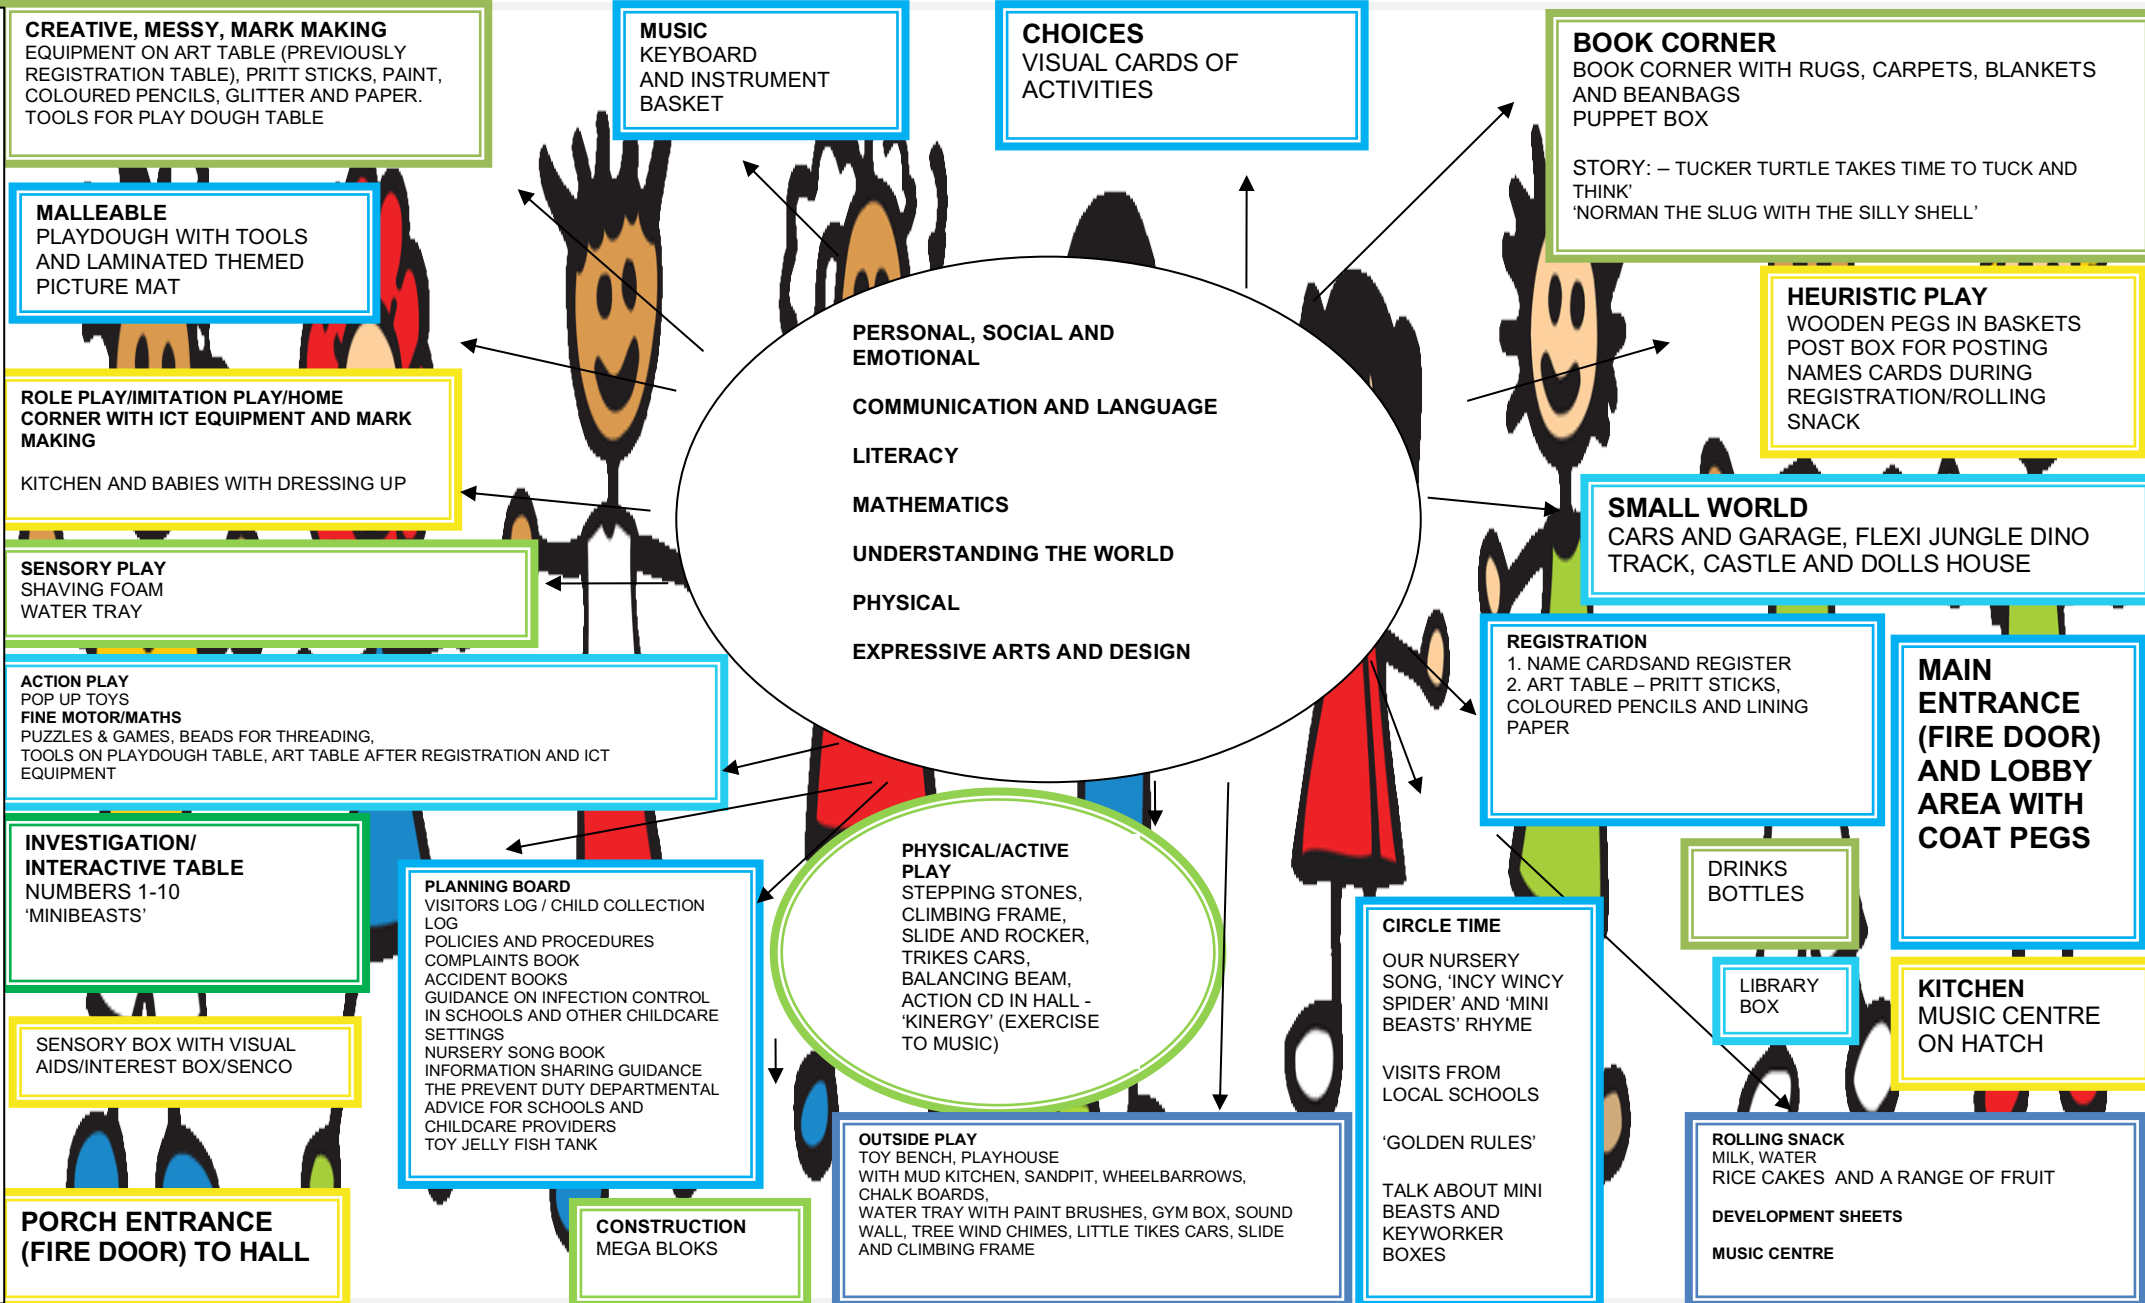 CREATIVE, MESSY, MARK MAKING
EQUIPMENT ON ART TABLE (PREVIOUSLY
REGISTRATION TABLE), PRITT STICKS, PAINT,
COLOURED PENCILS, GLITTER AND PAPER.
TOOLS FOR PLAY DOUGH TABLE
MUSIC
KEYBOARD
AND INSTRUMENT
BASKET
CHOICES
VISUAL CARDS OF
ACTIVITIES
BOOK CORNER
BOOK CORNER WITH RUGS, CARPETS, BLANKETS
AND BEANBAGS
PUPPET BOX
STORY: – TUCKER TURTLE TAKES TIME TO TUCK AND
THINK’
‘NORMAN THE SLUG WITH THE SILLY SHELL’
MALLEABLE
PLAYDOUGH WITH TOOLS
AND LAMINATED THEMED
PICTURE MAT
HEURISTIC PLAY
WOODEN PEGS IN BASKETS
POST BOX FOR POSTING
NAMES CARDS DURING
REGISTRATION/ROLLING
SNACK
PERSONAL, SOCIAL AND
EMOTIONAL
COMMUNICATION AND LANGUAGE
LITERACY
MATHEMATICS
UNDERSTANDING THE WORLD
PHYSICAL
EXPRESSIVE ARTS AND DESIGN
ROLE PLAY/IMITATION PLAY/HOME
CORNER WITH ICT EQUIPMENT AND MARK
MAKING
KITCHEN AND BABIES WITH DRESSING UP
SMALL WORLD
CARS AND GARAGE, FLEXI JUNGLE DINO
TRACK, CASTLE AND DOLLS HOUSE
SENSORY PLAY
SHAVING FOAM
WATER TRAY
REGISTRATION
1. NAME CARDSAND REGISTER
2. ART TABLE – PRITT STICKS,
COLOURED PENCILS AND LINING
PAPER
MAIN
ENTRANCE
(FIRE DOOR)
AND LOBBY
AREA WITH
COAT PEGS
ACTION PLAY
POP UP TOYS
FINE MOTOR/MATHS
PUZZLES & GAMES, BEADS FOR THREADING,
TOOLS ON PLAYDOUGH TABLE, ART TABLE AFTER REGISTRATION AND ICT
EQUIPMENT
INVESTIGATION/
INTERACTIVE TABLE
NUMBERS 1-10
‘MINIBEASTS’
PLANNING BOARD
VISITORS LOG / CHILD COLLECTION
LOG
POLICIES AND PROCEDURES
COMPLAINTS BOOK
ACCIDENT BOOKS
GUIDANCE ON INFECTION CONTROL
IN SCHOOLS AND OTHER CHILDCARE
SETTINGS
NURSERY SONG BOOK
INFORMATION SHARING GUIDANCE
THE PREVENT DUTY DEPARTMENTAL
ADVICE FOR SCHOOLS AND
CHILDCARE PROVIDERS
TOY JELLY FISH TANK
PHYSICAL/ACTIVE
PLAY
STEPPING STONES,
CLIMBING FRAME,
SLIDE AND ROCKER,
TRIKES CARS,
BALANCING BEAM,
ACTION CD IN HALL -
‘KINERGY’ (EXERCISE
TO MUSIC)
CIRCLE TIME
OUR NURSERY
SONG, ‘INCY WINCY
SPIDER’ AND ‘MINI
BEASTS’ RHYME
VISITS FROM
LOCAL SCHOOLS
‘GOLDEN RULES’
TALK ABOUT MINI
BEASTS AND
KEYWORKER
BOXES
DRINKS
BOTTLES
LIBRARY
BOX
KITCHEN
MUSIC CENTRE
ON HATCH
SENSORY BOX WITH VISUAL
AIDS/INTEREST BOX/SENCO
PORCH ENTRANCE
(FIRE DOOR) TO HALL
CONSTRUCTION
MEGA BLOKS
OUTSIDE PLAY
TOY BENCH, PLAYHOUSE
WITH MUD KITCHEN, SANDPIT, WHEELBARROWS,
CHALK BOARDS,
WATER TRAY WITH PAINT BRUSHES, GYM BOX, SOUND
WALL, TREE WIND CHIMES, LITTLE TIKES CARS, SLIDE
AND CLIMBING FRAME
ROLLING SNACK
MILK, WATER
RICE CAKES  AND A RANGE OF FRUIT
DEVELOPMENT SHEETS
MUSIC CENTRE